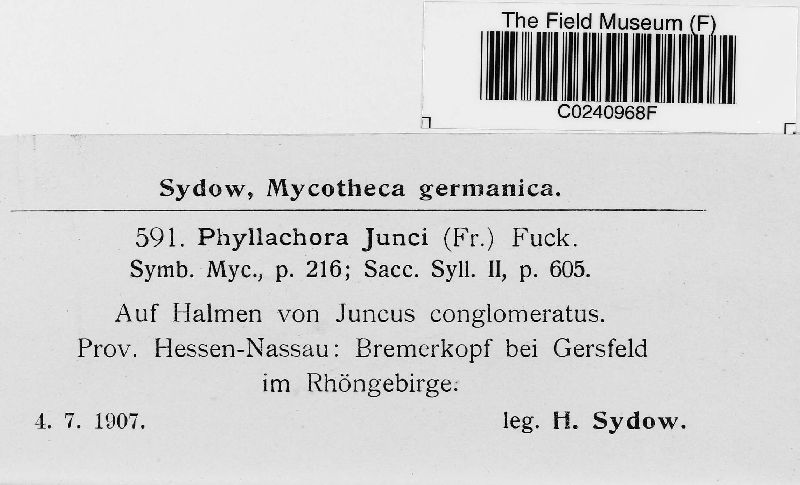 The Field Museum (F)
C0240968F
Sydow, Mycotheca germanica.
591. Phyllachora Junci (Fr.) Fuck.
Symb. Myc., p. 216; Sacc. Syll. II, p. 605.
Auf Halmen von Juncus conglomeratus.
Prov. Hessen-Nassau: Bremerkopf bei Gersfeld
im Rhöngebirge.
4. 7. 1907. leg. H. Sydow.